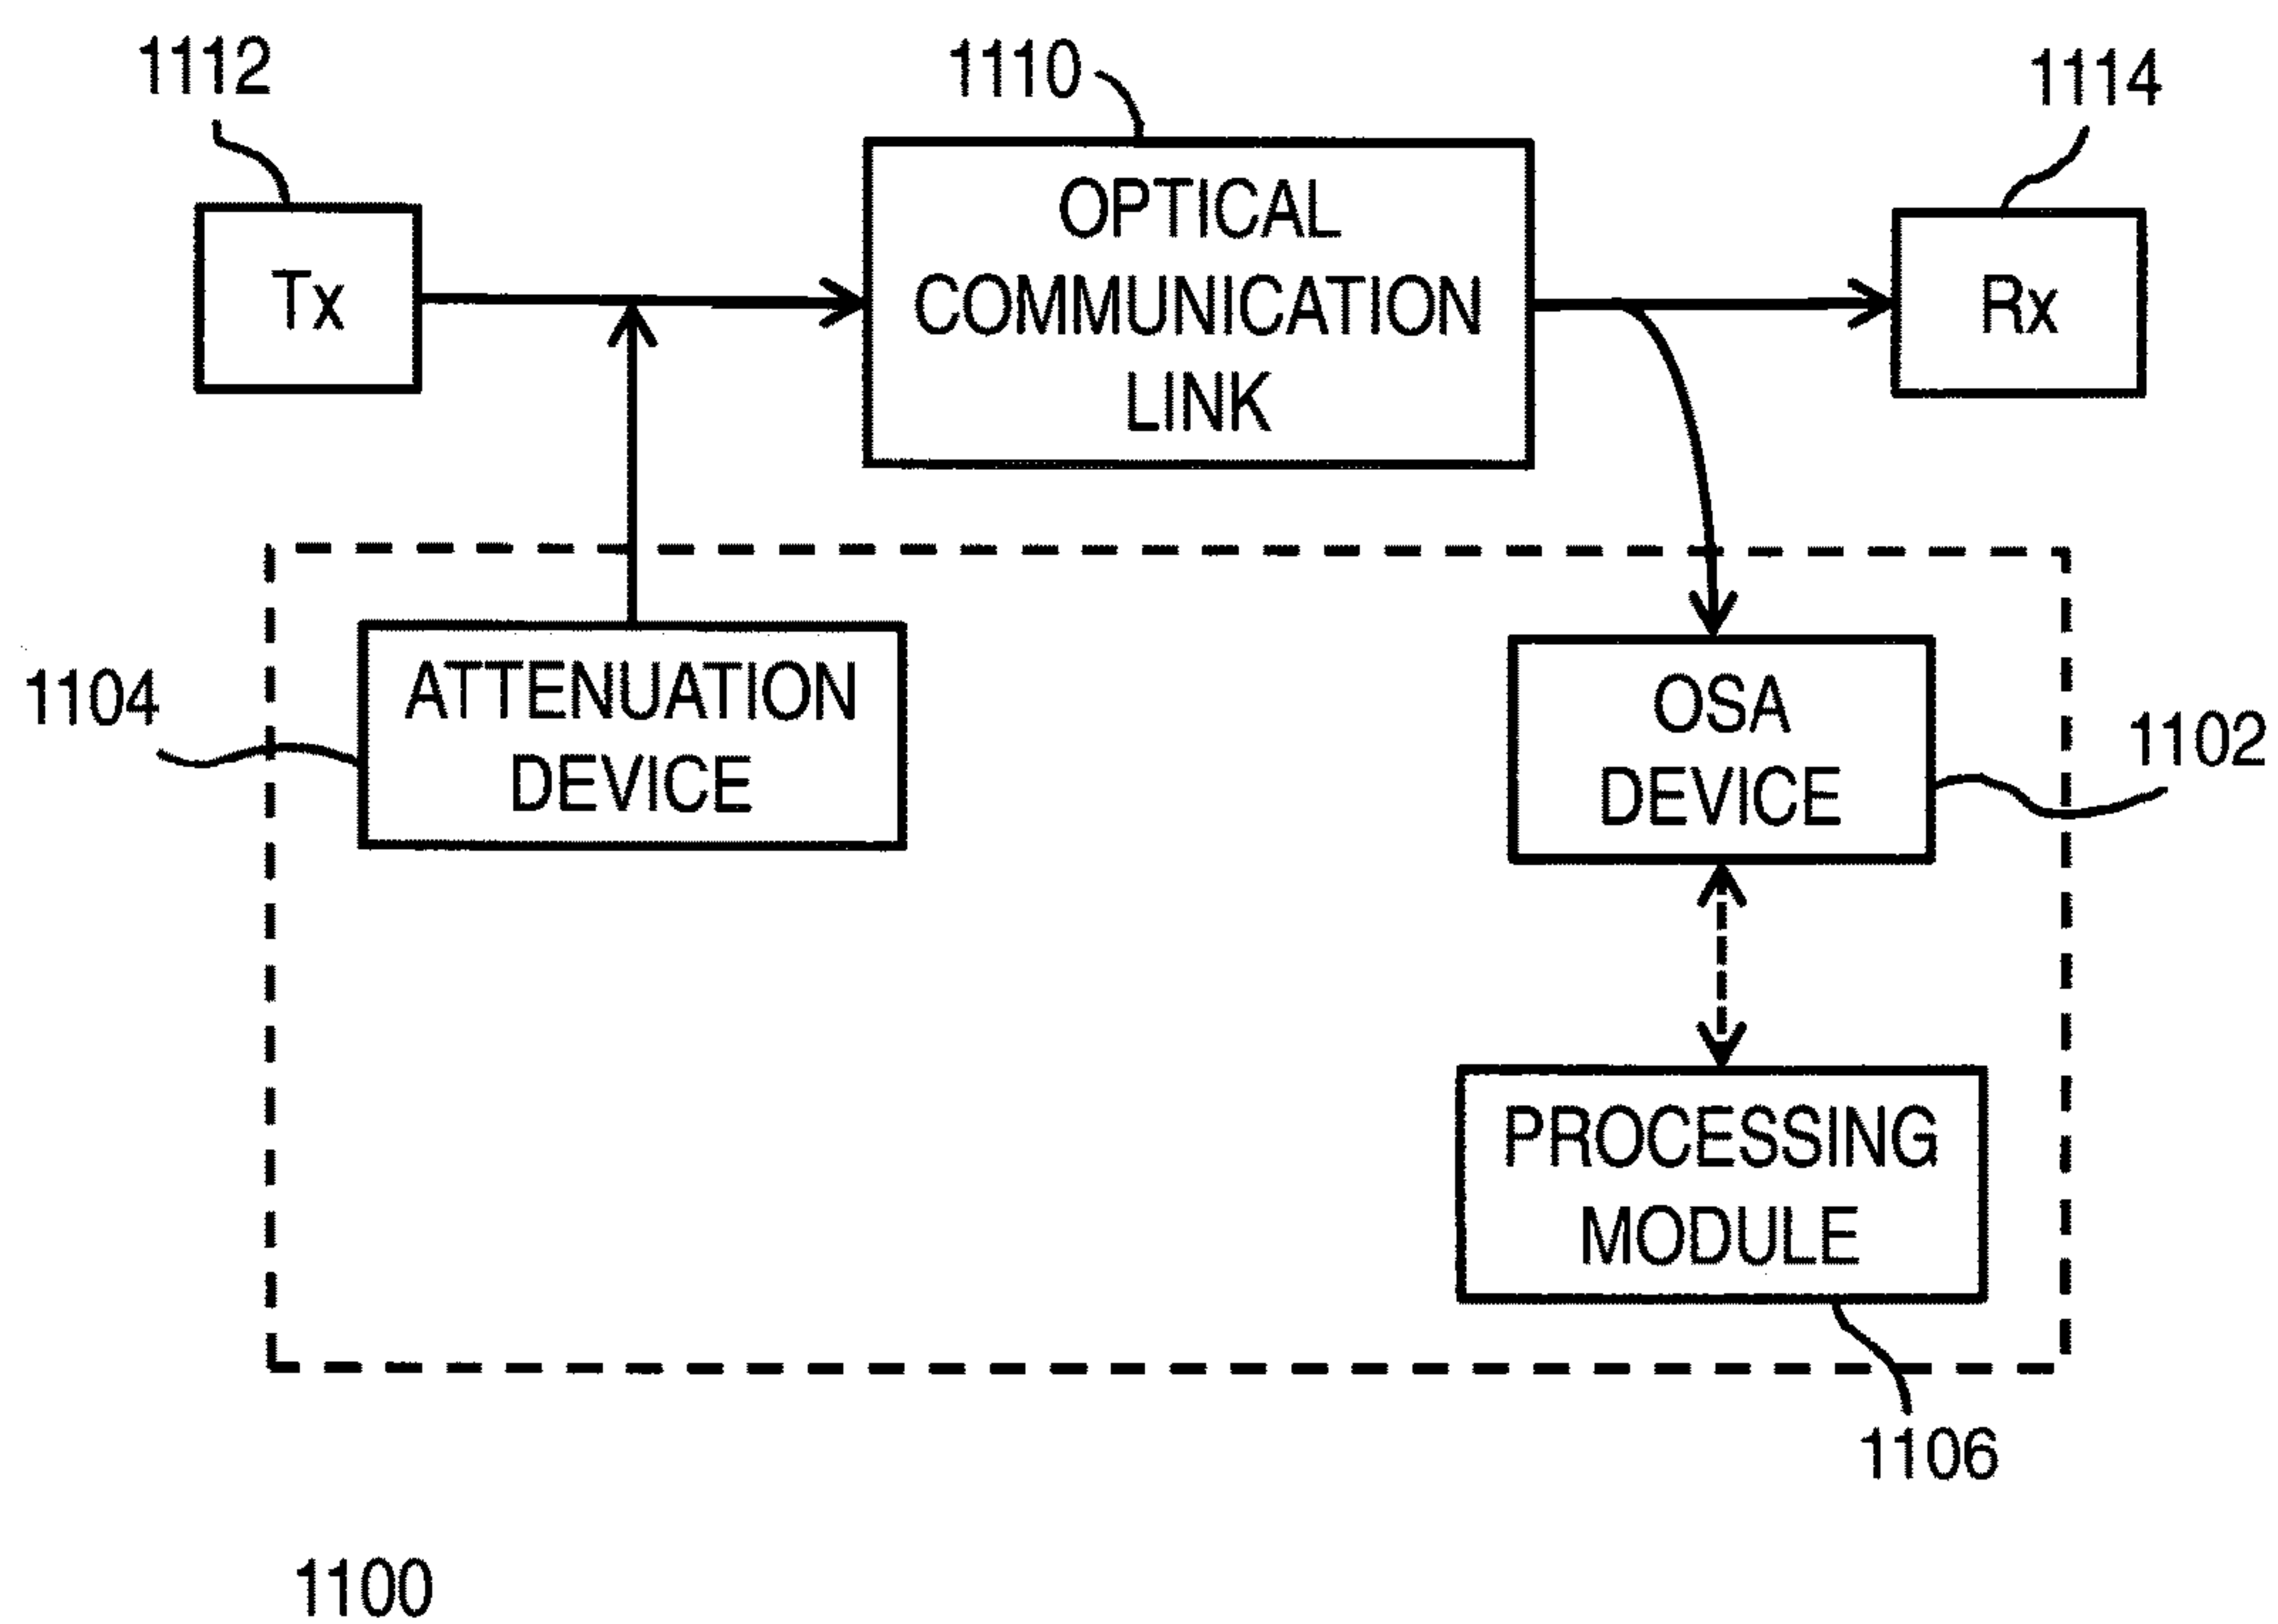 1112
1110
1114
Tx
OPTICAL
COMMUNICATION
LINK
Rx
1104
ATTENUATION
DEVICE
OSA
DEVICE
1102
PROCESSING
MODULE
1106
1100